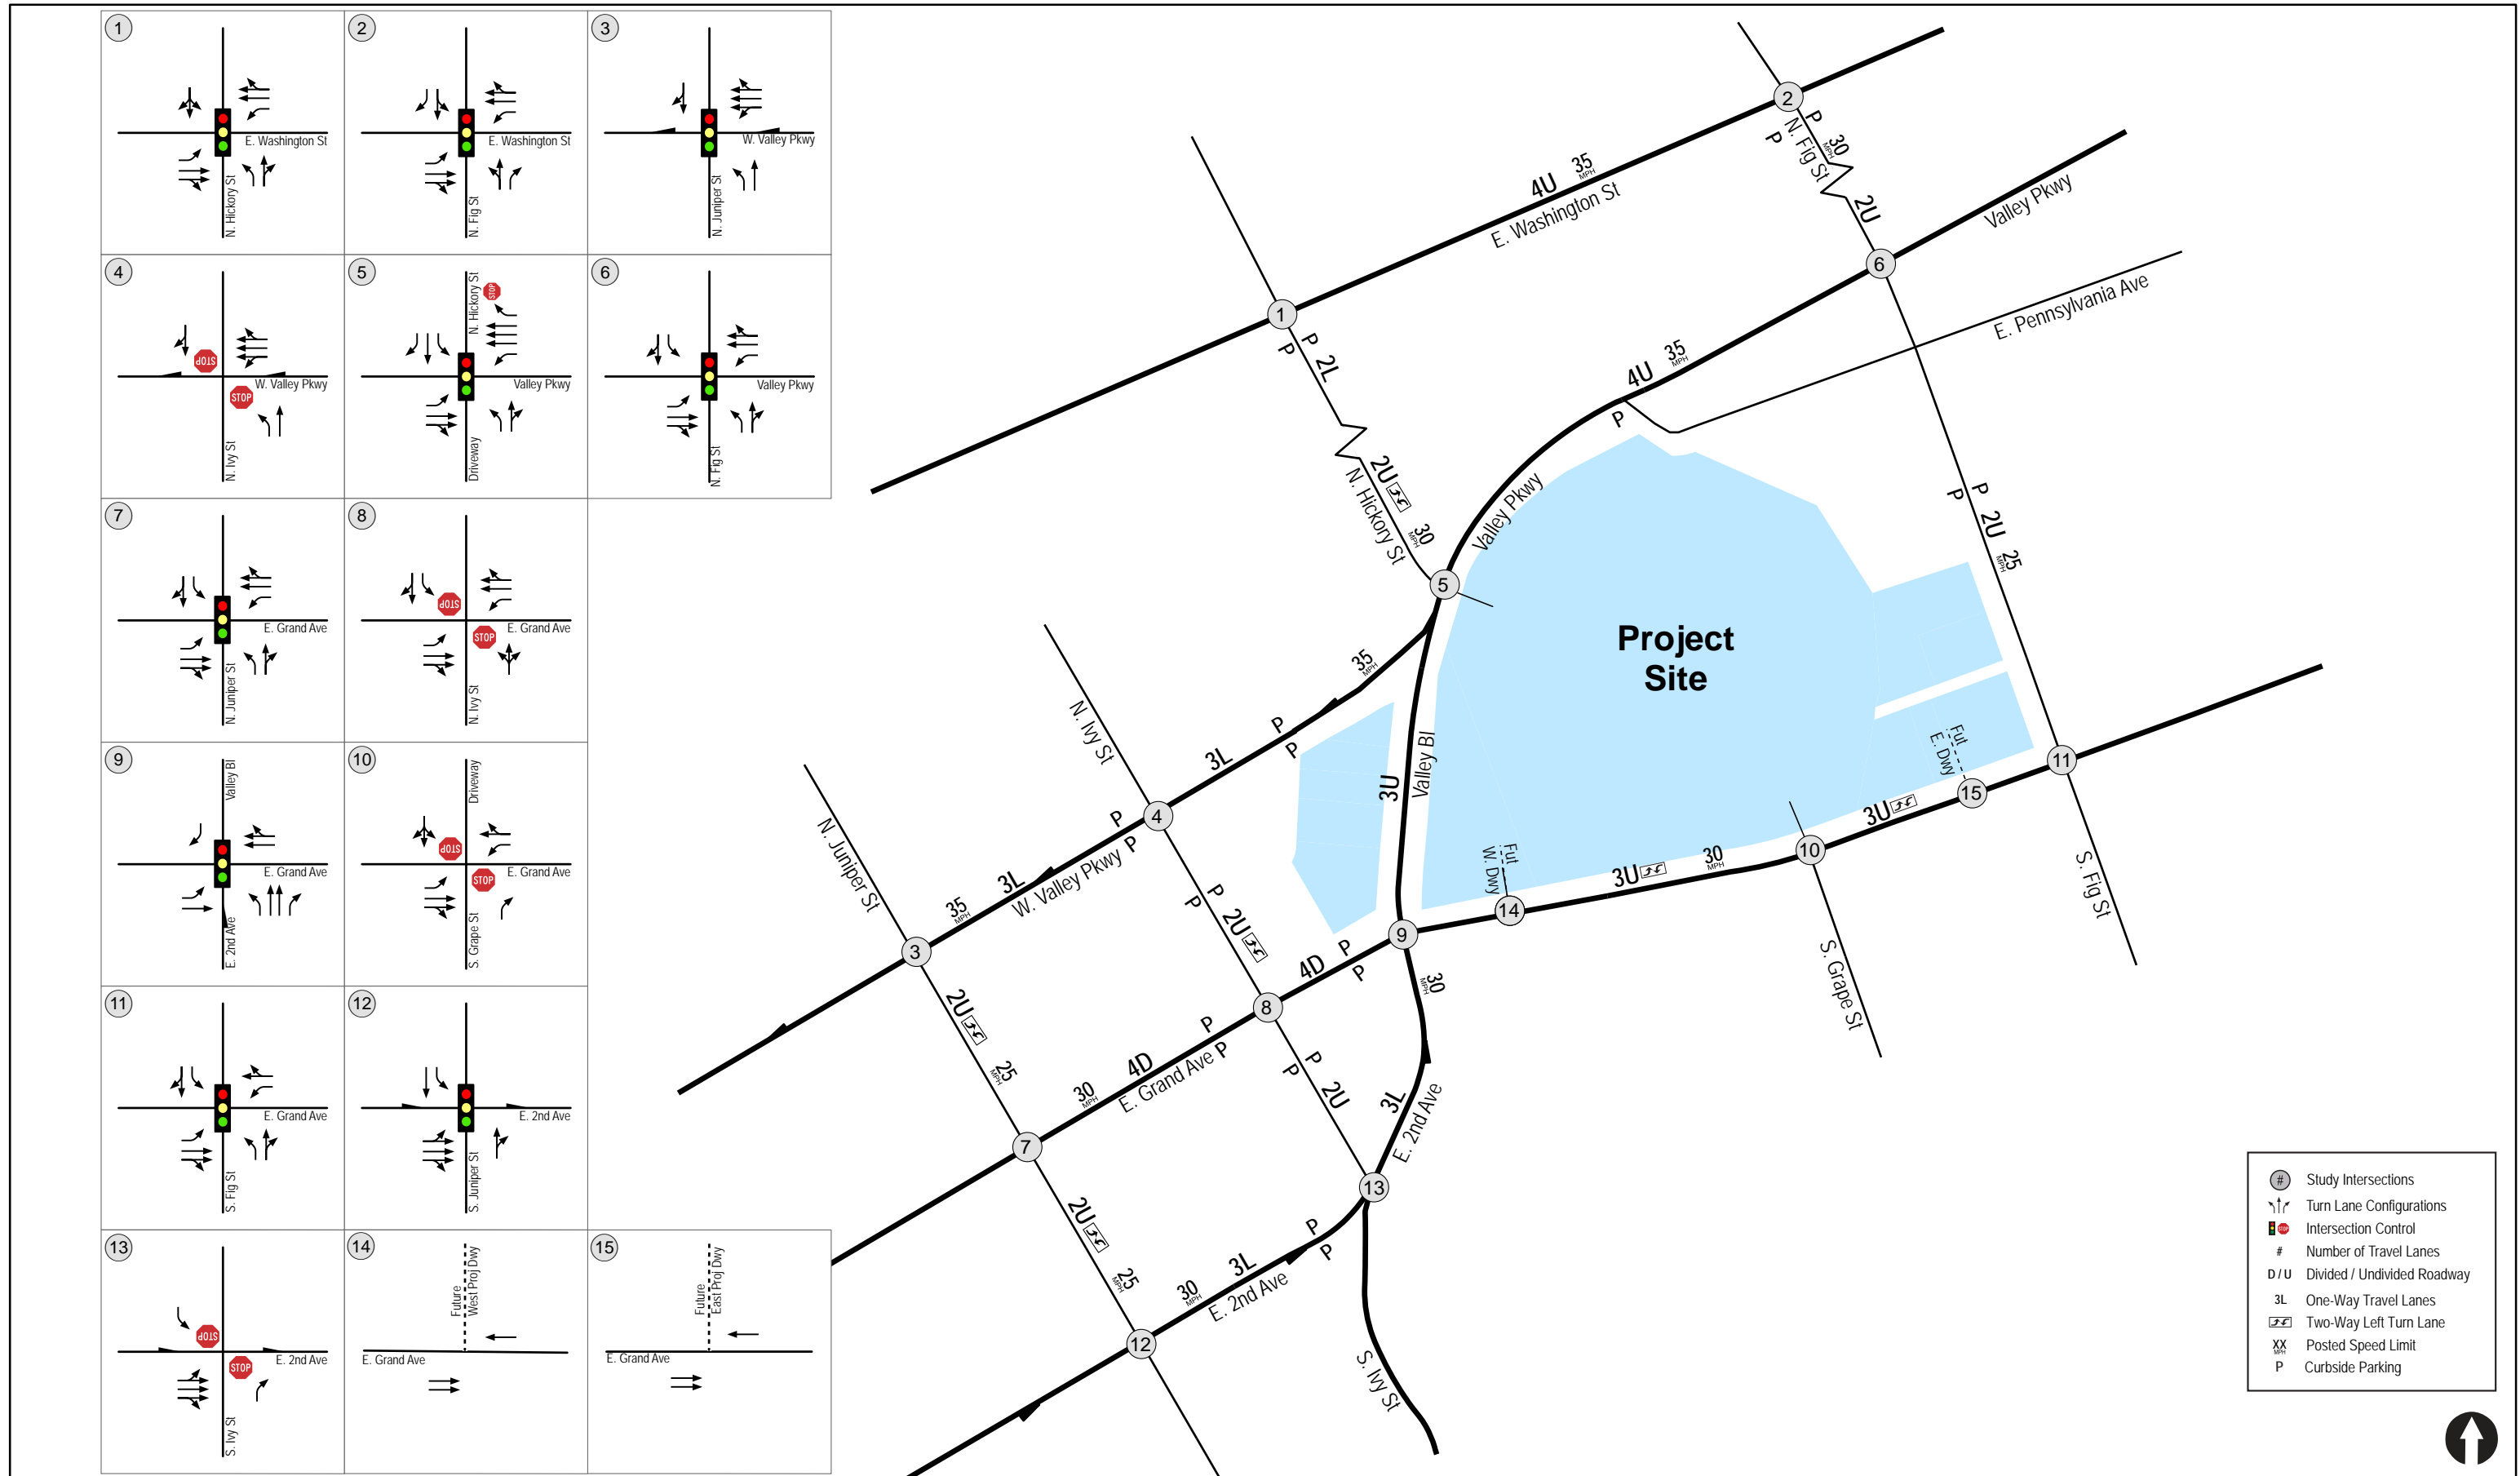 1
E. Washington St
N. Hickory St
2
E. Washington St
N. Fig St
3
W. Valley Pkwy
N. Juniper St
4
STOP
W. Valley Pkwy
STOP
N. Ivy St
5
N. Hickory St
STOP
Valley Pkwy
Driveway
6
Valley Pkwy
N. Fig St
7
E. Grand Ave
N. Juniper St
8
STOP
E. Grand Ave
STOP
N. Ivy St
9
Valley Bl
E. Grand Ave
E. 2nd Ave
10
Driveway
STOP
E. Grand Ave
STOP
S. Grape St
11
E. Grand Ave
S. Fig St
12
E. 2nd Ave
S. Juniper St
13
STOP
E. 2nd Ave
STOP
S. Ivy St
14
Future
West Proj Dwy
E. Grand Ave
15
Future
East Proj Dwy
E. Grand Ave
2
P
P
30
MPH
N. Fig St
2U
35
MPH
4U
E. Washington St
Valley Pkwy
6
E. Pennsylvania Ave
1
P
P
2L
35
MPH
4U
P
2U
N. Hickory St
30
MPH
Valley Pkwy
P
P
2U
25
MPH
5
Project
Site
35
MPH
N. Ivy St
P
P
3L
3U
Valley Bl
Fut
E. Dwy
11
15
3U
N. Juniper St
P
4
P
3L
W. Valley Pkwy
35
MPH
3
P
P
2U
Fut
W. Dwy
14
3U
30
MPH
10
S. Fig St
S. Grape St
9
P
P
4D
30
MPH
8
P
P
4D
E. Grand Ave
30
MPH
2U
25
MPH
7
P
P
2U
3L
E. 2nd Ave
13
2U
25
MPH
P
P
3L
E. 2nd Ave
30
MPH
12
S. Ivy St
# Study Intersections
Turn Lane Configurations
STOP Intersection Control
# Number of Travel Lanes
D / U Divided / Undivided Roadway
3L One-Way Travel Lanes
Two-Way Left Turn Lane
XX
MPH Posted Speed Limit
P Curbside Parking